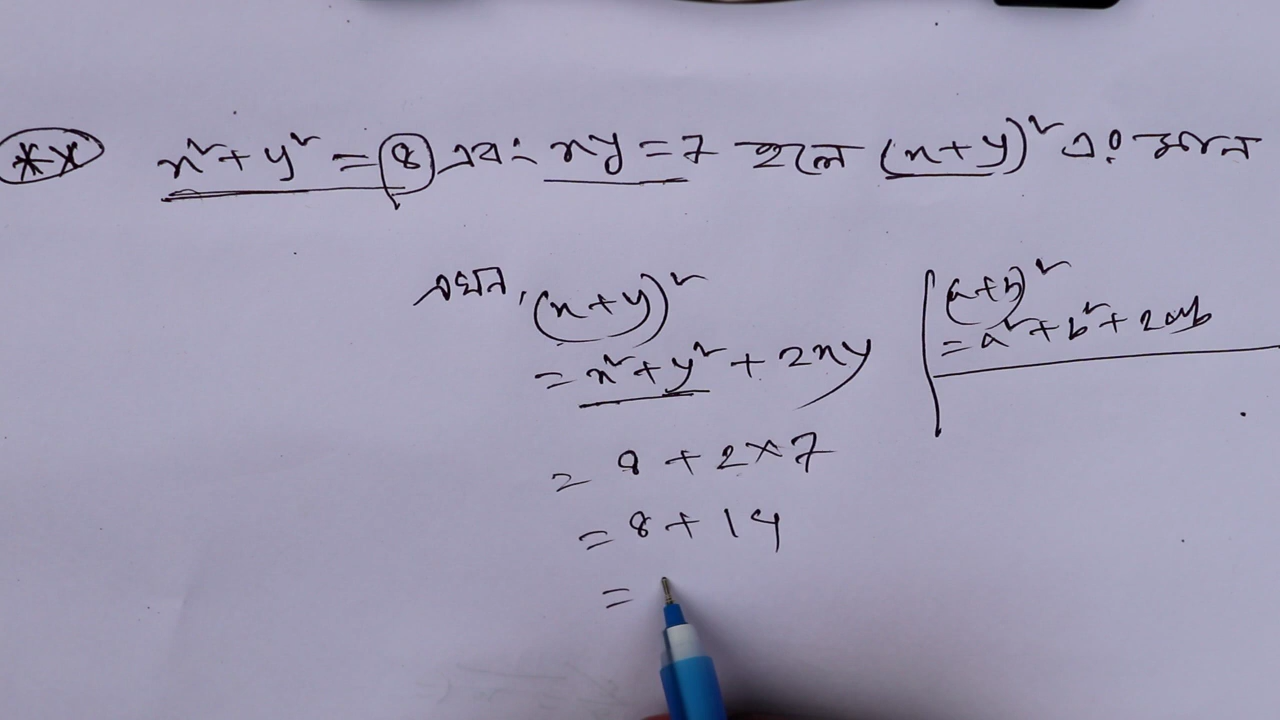 ** x² + y² = 8 এবং xy = 7 হলে (x+y)² এর মান
এখন, (x+y)²
= x² + y² + 2xy
(a+b)²
= a² + b² + 2ab
= 8 + 2×7
= 8 + 14
=